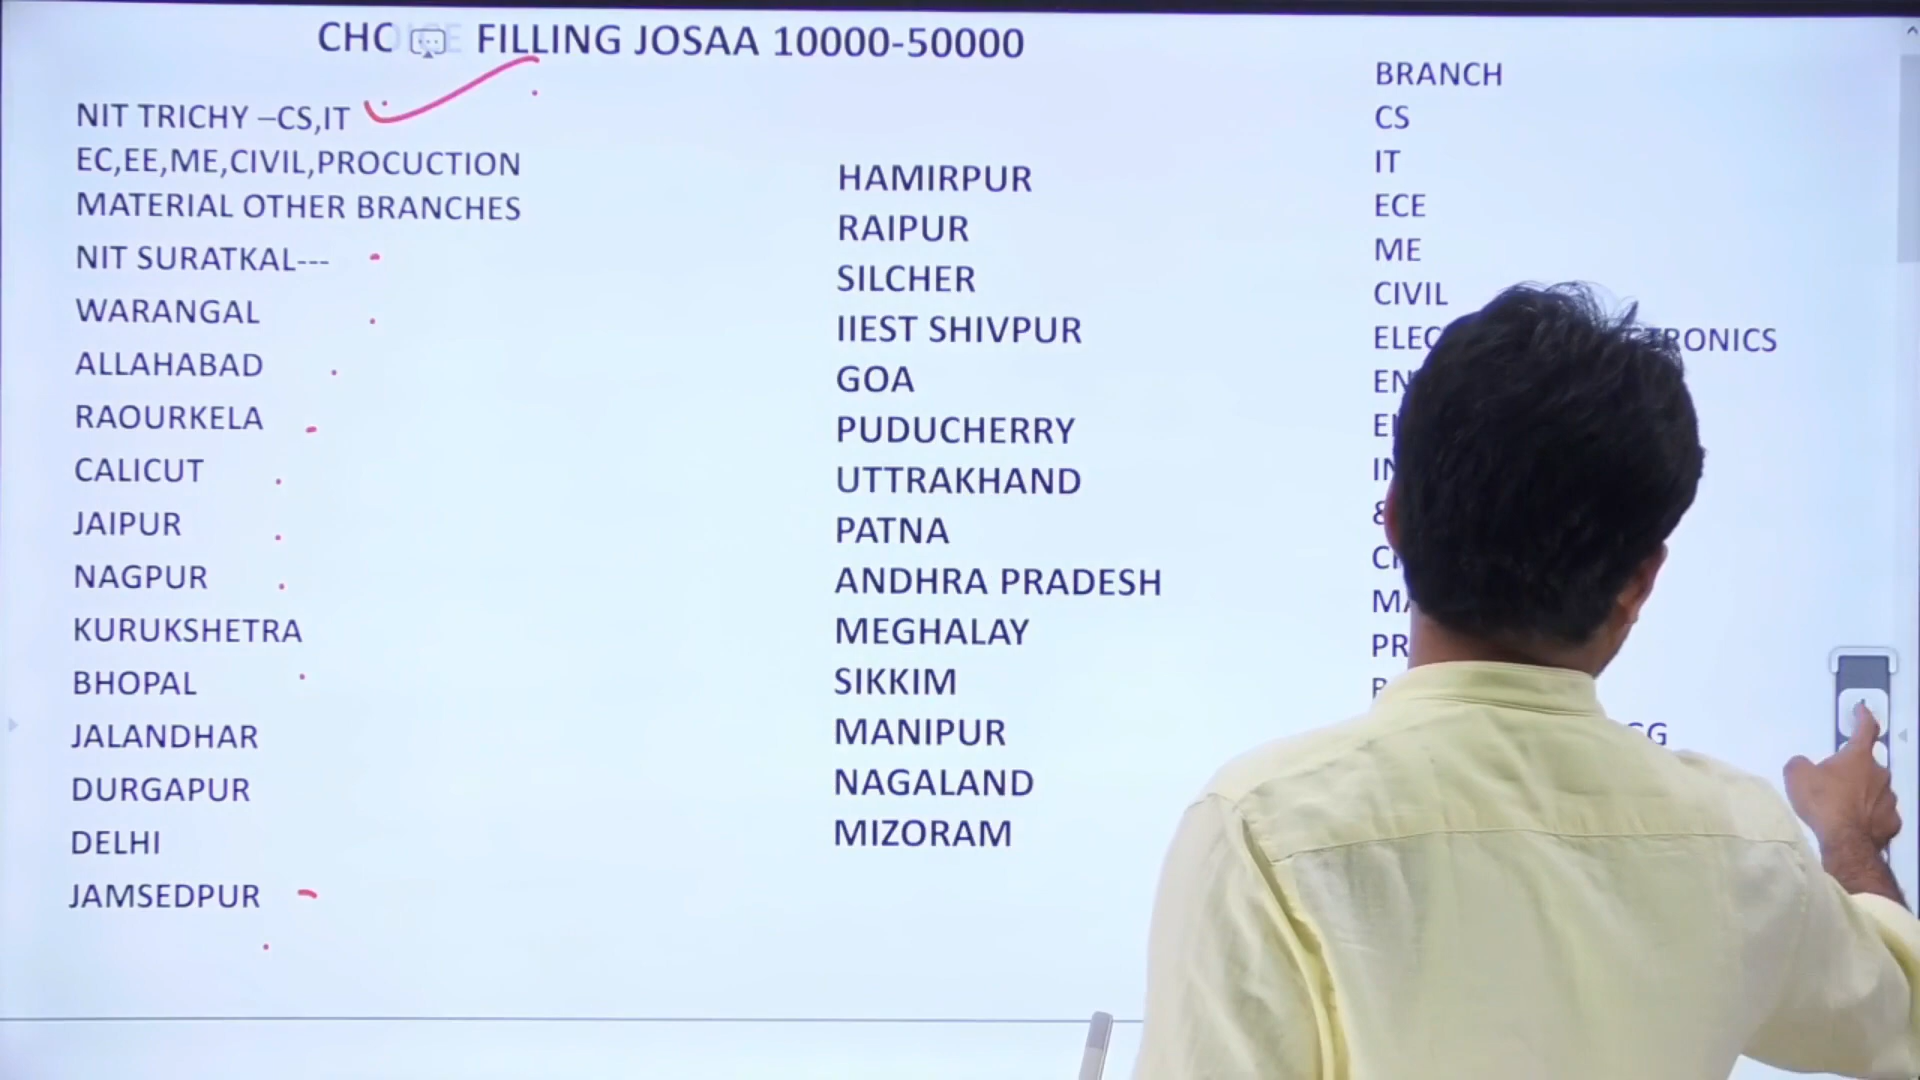 CHOICE FILLING JOSAA 10000-50000
NIT TRICHY –CS,IT
EC,EE,ME,CIVIL,PROCUCTION
MATERIAL OTHER BRANCHES
NIT SURATKAL---
WARANGAL
ALLAHABAD
RAOURKELA
CALICUT
JAIPUR
NAGPUR
KURUKSHETRA
BHOPAL
JALANDHAR
DURGAPUR
DELHI
JAMSEDPUR
HAMIRPUR
RAIPUR
SILCHER
IIEST SHIVPUR
GOA
PUDUCHERRY
UTTRAKHAND
PATNA
ANDHRA PRADESH
MEGHALAY
SIKKIM
MANIPUR
NAGALAND
MIZORAM
BRANCH
CS
IT
ECE
ME
CIVIL